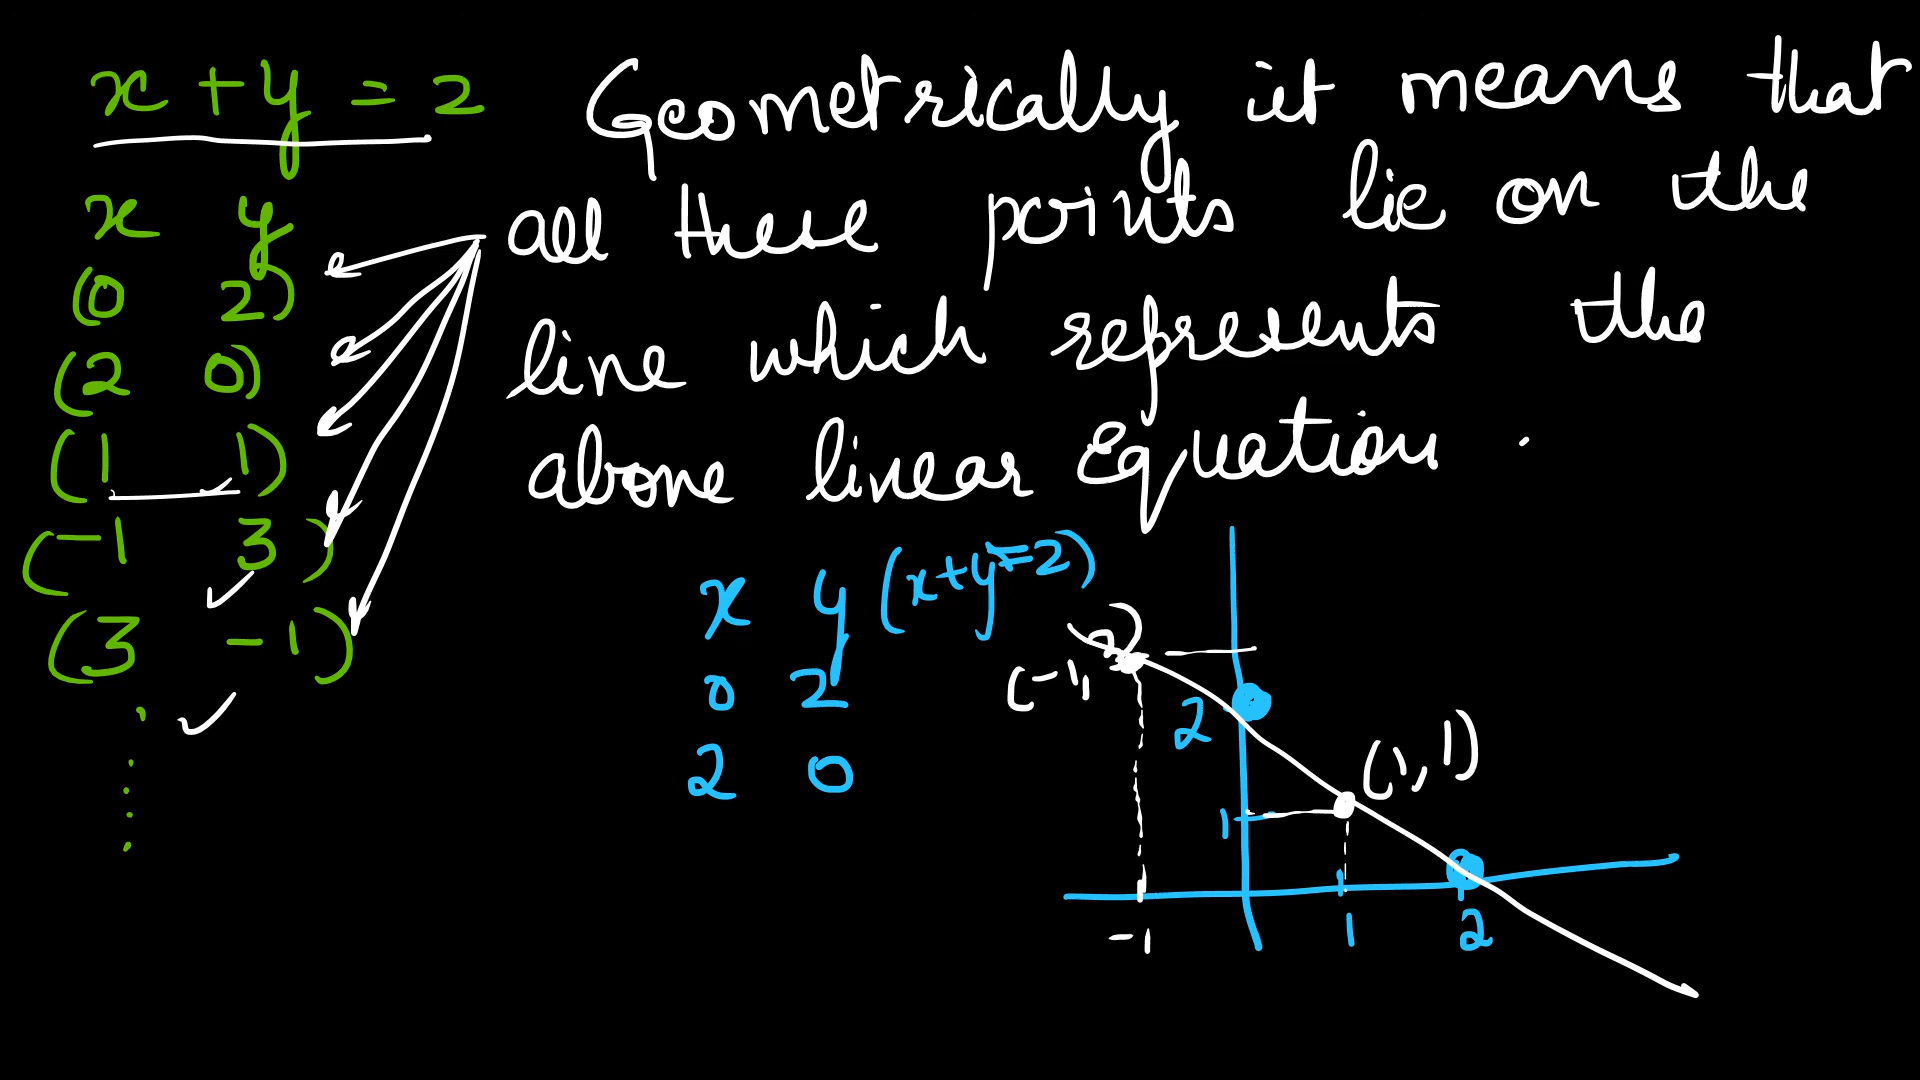 x + y = 2
x y
(0 2)
(2 0)
(1 1)
(-1 3)
(3 -1)
Geometrically it means that
all these points lie on the
line which represents the
above linear Equation.
x y (x+y=2)
0 2
2 0
(-1, 3)
2
(1, 1)
1
-1 1 2